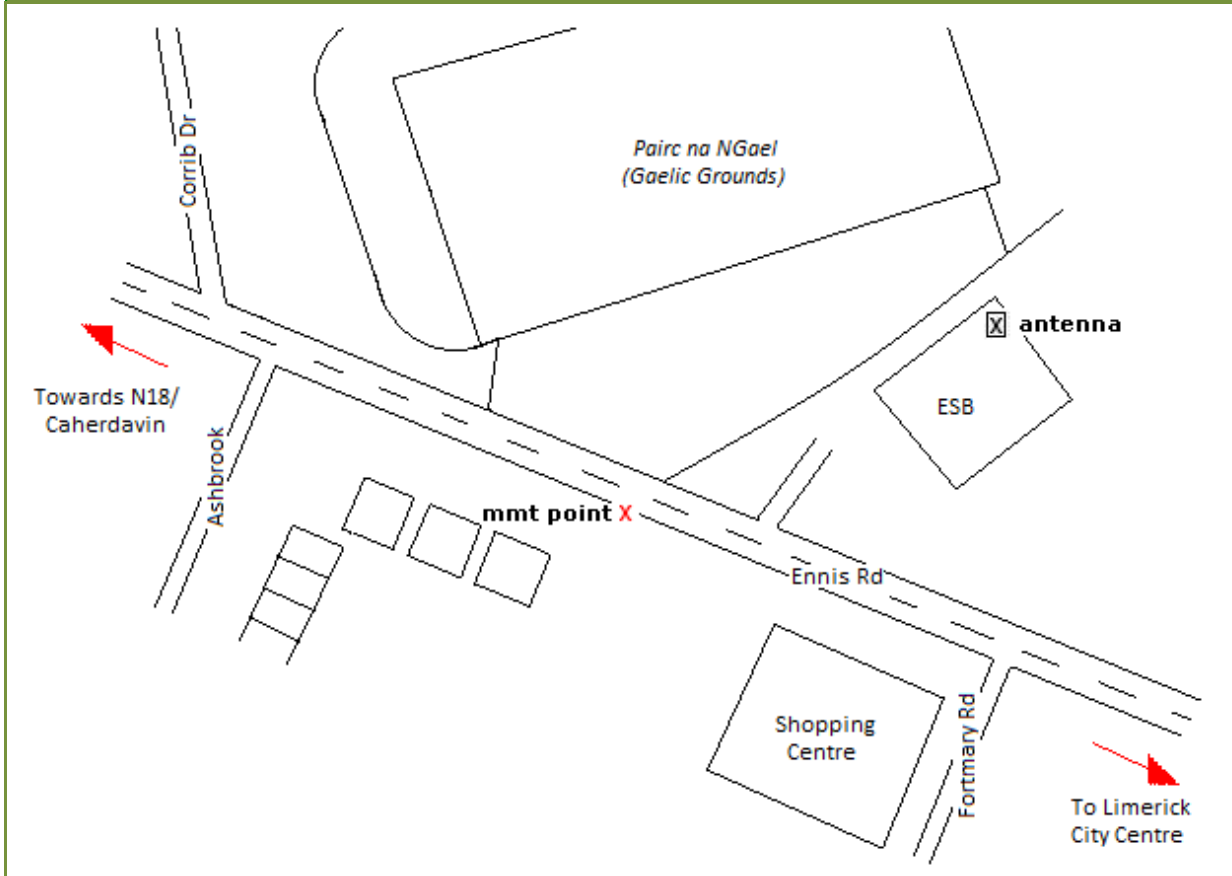 Corrib Dr
Pairc na NGael
(Gaelic Grounds)
X antenna
Towards N18/
Caherdavin
ESB
Ashbrook
mmt point X
Ennis Rd
Shopping
Centre
Fortmary Rd
To Limerick
City Centre